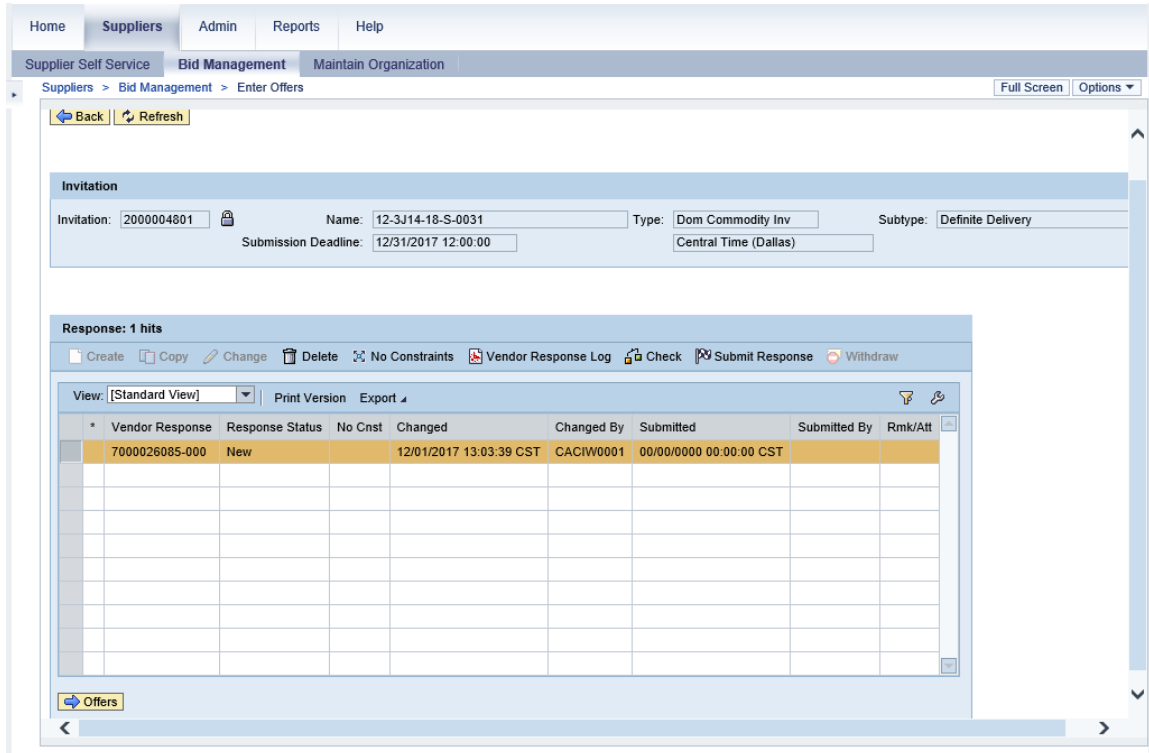 Home Suppliers Admin Reports Help
Supplier Self Service Bid Management Maintain Organization
Suppliers > Bid Management > Enter Offers Full Screen Options
Back Refresh
Invitation
Invitation: 2000004801 Name: 12-3J14-18-S-0031 Type: Dom Commodity Inv Subtype: Definite Delivery
Submission Deadline: 12/31/2017 12:00:00 Central Time (Dallas)
Response: 1 hits
Create Copy Change Delete No Constraints Vendor Response Log Check Submit Response Withdraw
View: [Standard View] Print Version Export
* Vendor Response Response Status No Cnst Changed Changed By Submitted Submitted By Rmk/Att
7000026085-000 New 12/01/2017 13:03:39 CST CACIW0001 00/00/0000 00:00:00 CST
Offers